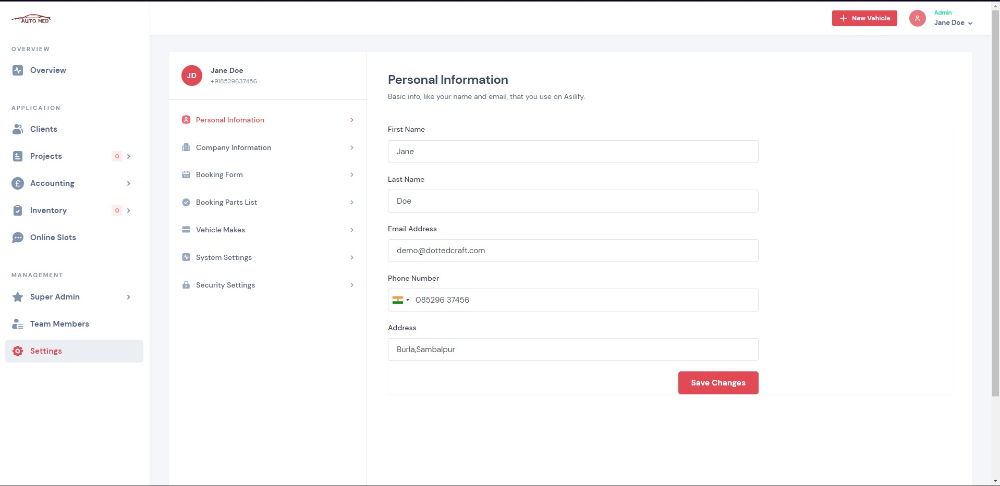 AUTO MED
New Vehicle
Admin
Jane Doe
OVERVIEW
Overview
APPLICATION
Clients
Projects 0
Accounting
Inventory 0
Online Slots
MANAGEMENT
Super Admin
Team Members
Settings
JD
Jane Doe
+918529637456
Personal Infomation
Company Information
Booking Form
Booking Parts List
Vehicle Makes
System Settings
Security Settings
Personal Information
Basic info, like your name and email, that you use on Asilify.
First Name
Jane
Last Name
Doe
Email Address
demo@dottedcraft.com
Phone Number
085296 37456
Address
Burla,Sambalpur
Save Changes